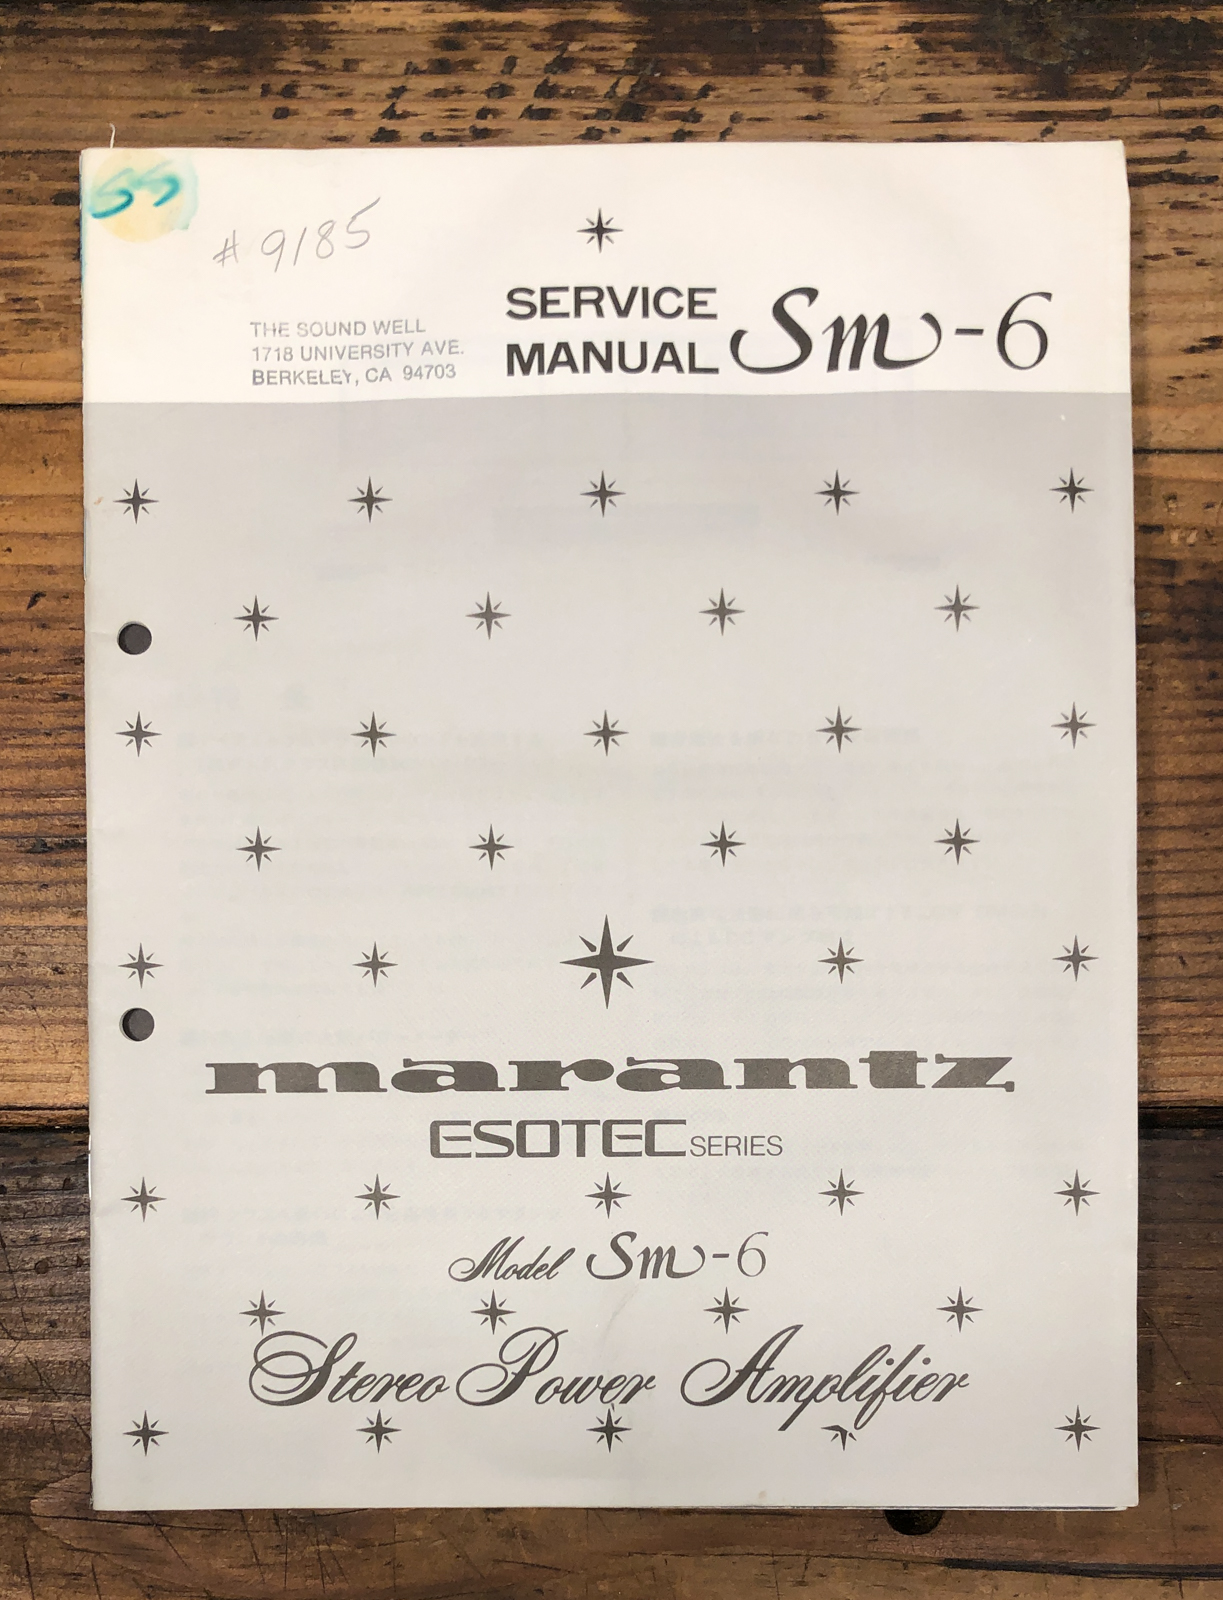 SS
# 9185
SERVICE
MANUAL Sm-6
THE SOUND WELL
1718 UNIVERSITY AVE.
BERKELEY, CA 94703
marantz
ESOTEC SERIES
Model Sm-6
Stereo Power Amplifier